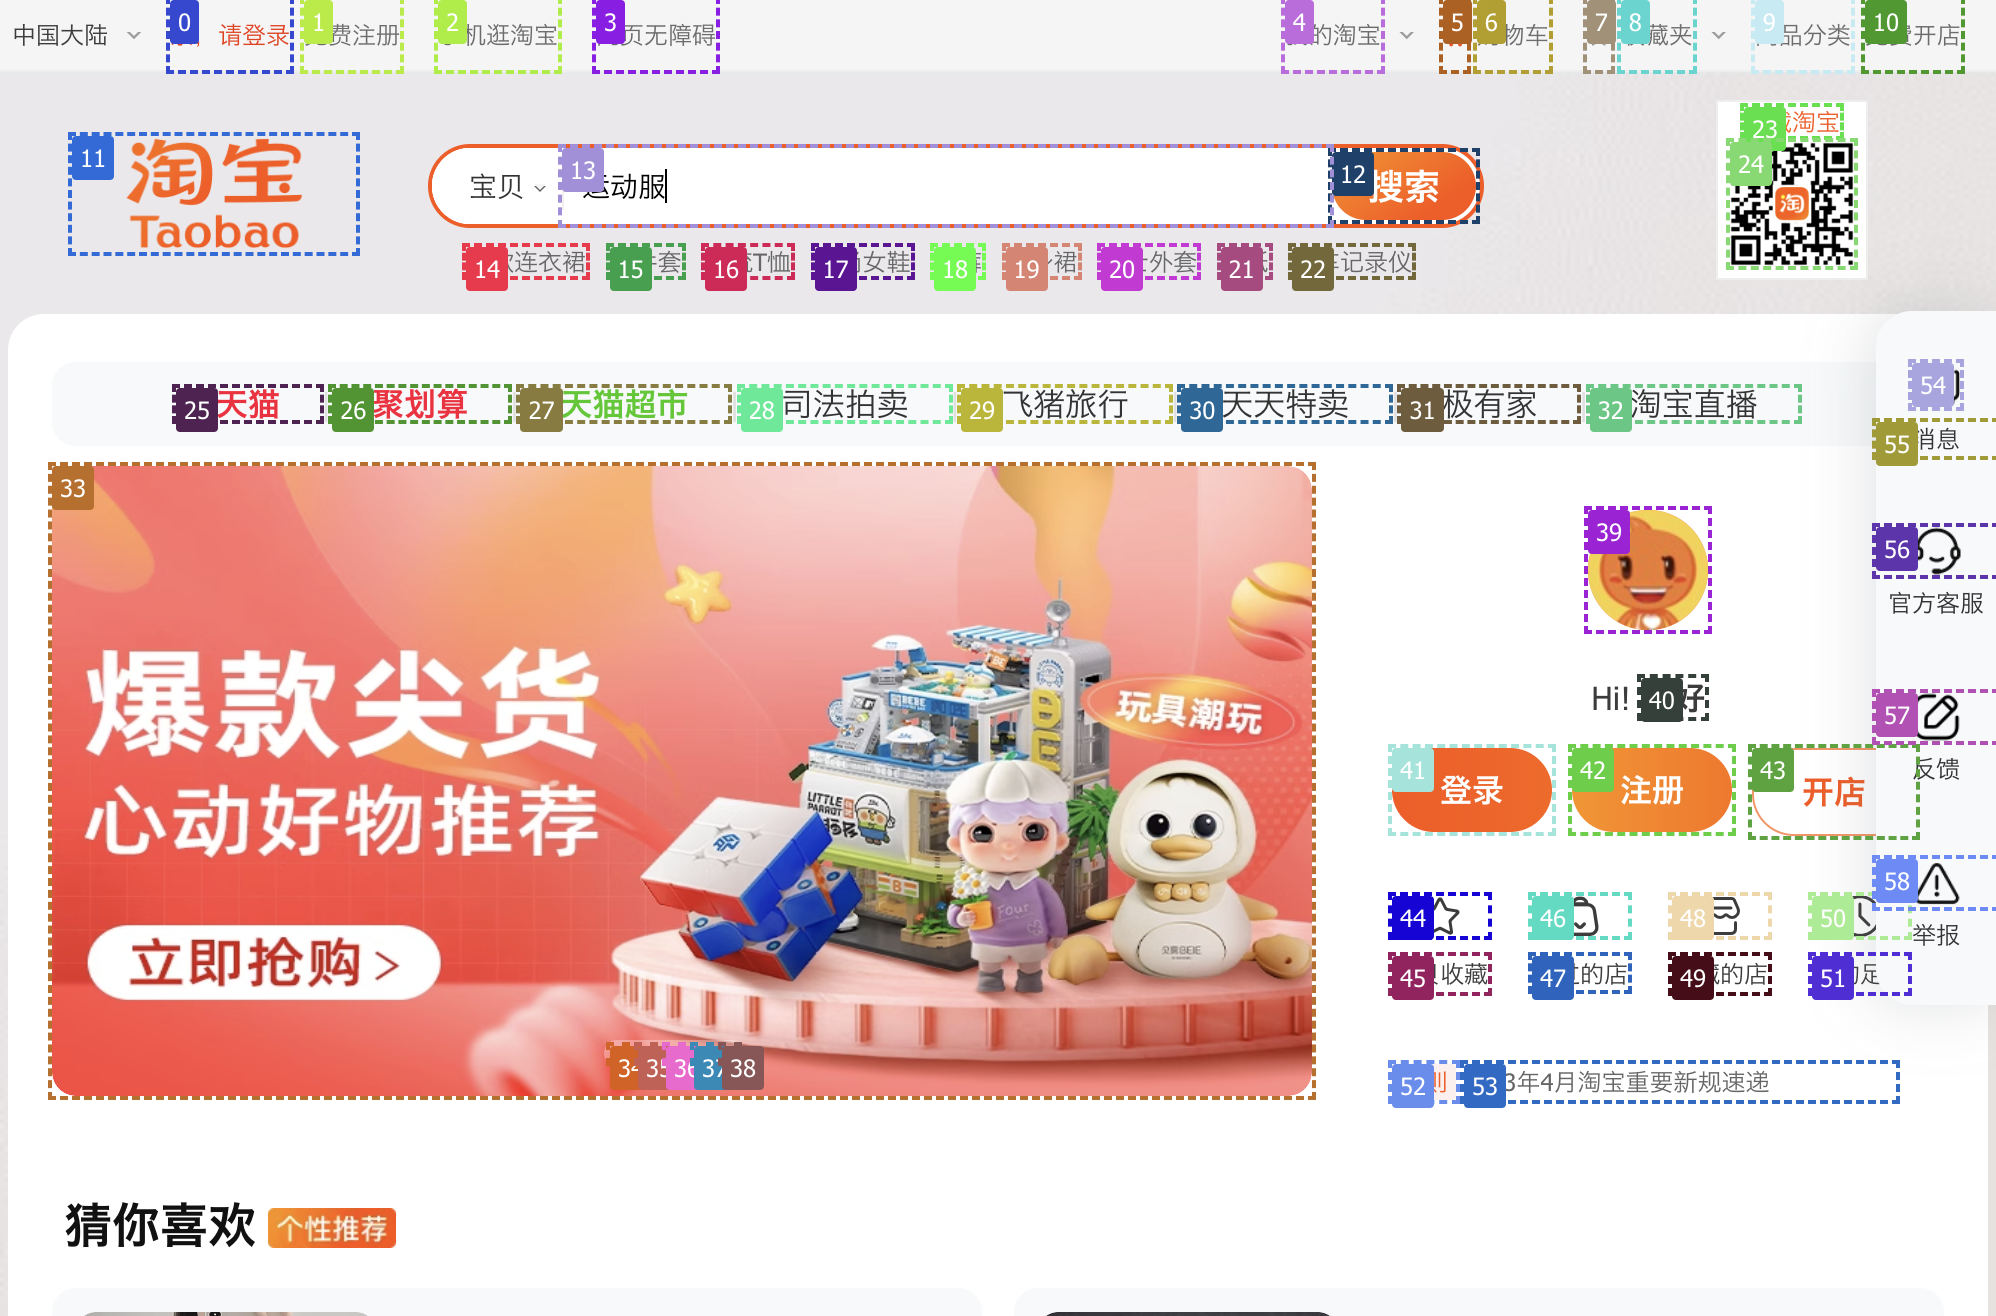 中国大陆
0 请登录
1 费注册
2 机逛淘宝
3 页无障碍
4 的淘宝
5
6 物车
7
8 藏夹
9 品分类
10 费开店
11
淘宝
Taobao
宝贝
13 运动服
12 搜索
23 淘宝
24
淘
14 连衣裙
15 套
16 T恤
17 女鞋
18
19 裙
20 外套
21
22 记录仪
25 天猫
26 聚划算
27 天猫超市
28 司法拍卖
29 飞猪旅行
30 天天特卖
31 极有家
32 淘宝直播
33
爆款尖货
心动好物推荐
立即抢购 >
玩具潮玩
BEBE
LITTLE PARROT
Four
34
35
36
37
38
39
Hi! 40 好
41 登录
42 注册
43 开店
44
46
48
50
45 收藏
47 的店
49 藏的店
51
52 则
53 3年4月淘宝重要新规速递
54
55 消息
56
官方客服
57
反馈
58
举报
猜你喜欢
个性推荐